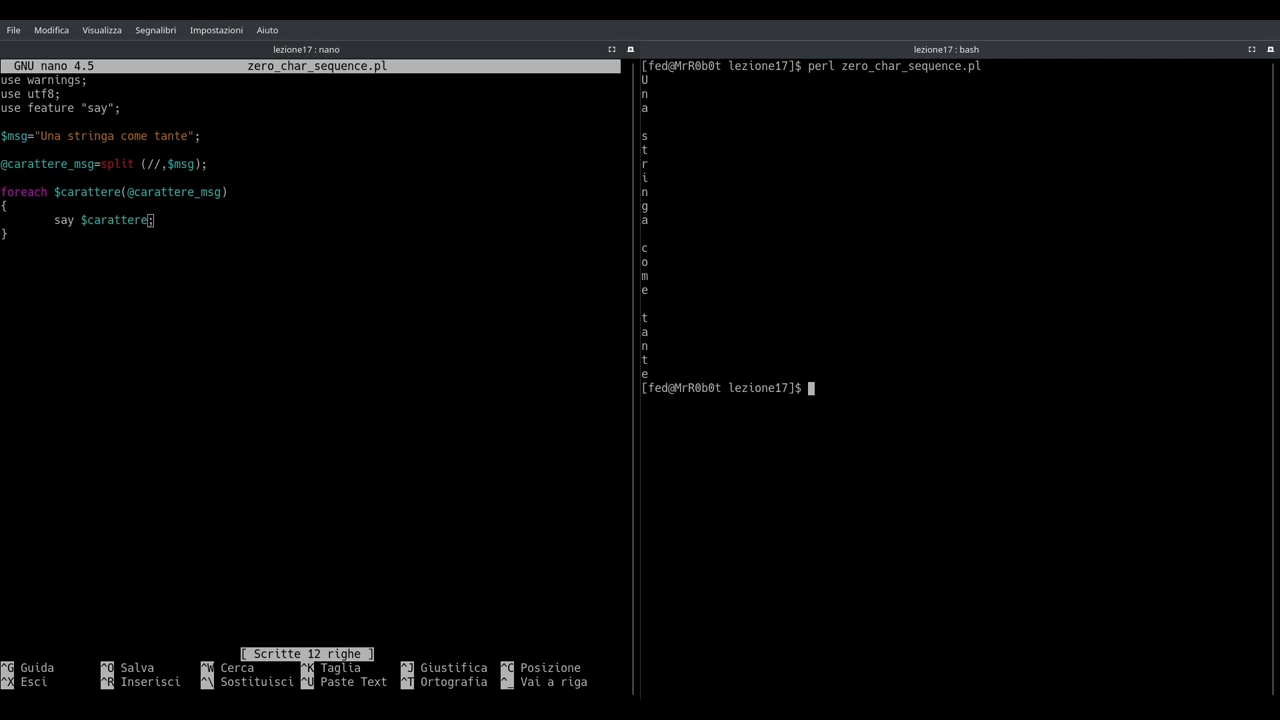 File Modifica Visualizza Segnalibri Impostazioni Aiuto
lezione17 : nano
GNU nano 4.5 zero_char_sequence.pl
use warnings;
use utf8;
use feature "say";
$msg="Una stringa come tante";
@carattere_msg=split (//,$msg);
foreach $carattere(@carattere_msg)
{
say $carattere;
}
[ Scritte 12 righe ]
^G Guida ^O Salva ^W Cerca ^K Taglia ^J Giustifica ^C Posizione
^X Esci ^R Inserisci ^\ Sostituisci ^U Paste Text ^T Ortografia ^_ Vai a riga
lezione17 : bash
[fed@MrR0b0t lezione17]$ perl zero_char_sequence.pl
U
n
a
s
t
r
i
n
g
a
c
o
m
e
t
a
n
t
e
[fed@MrR0b0t lezione17]$